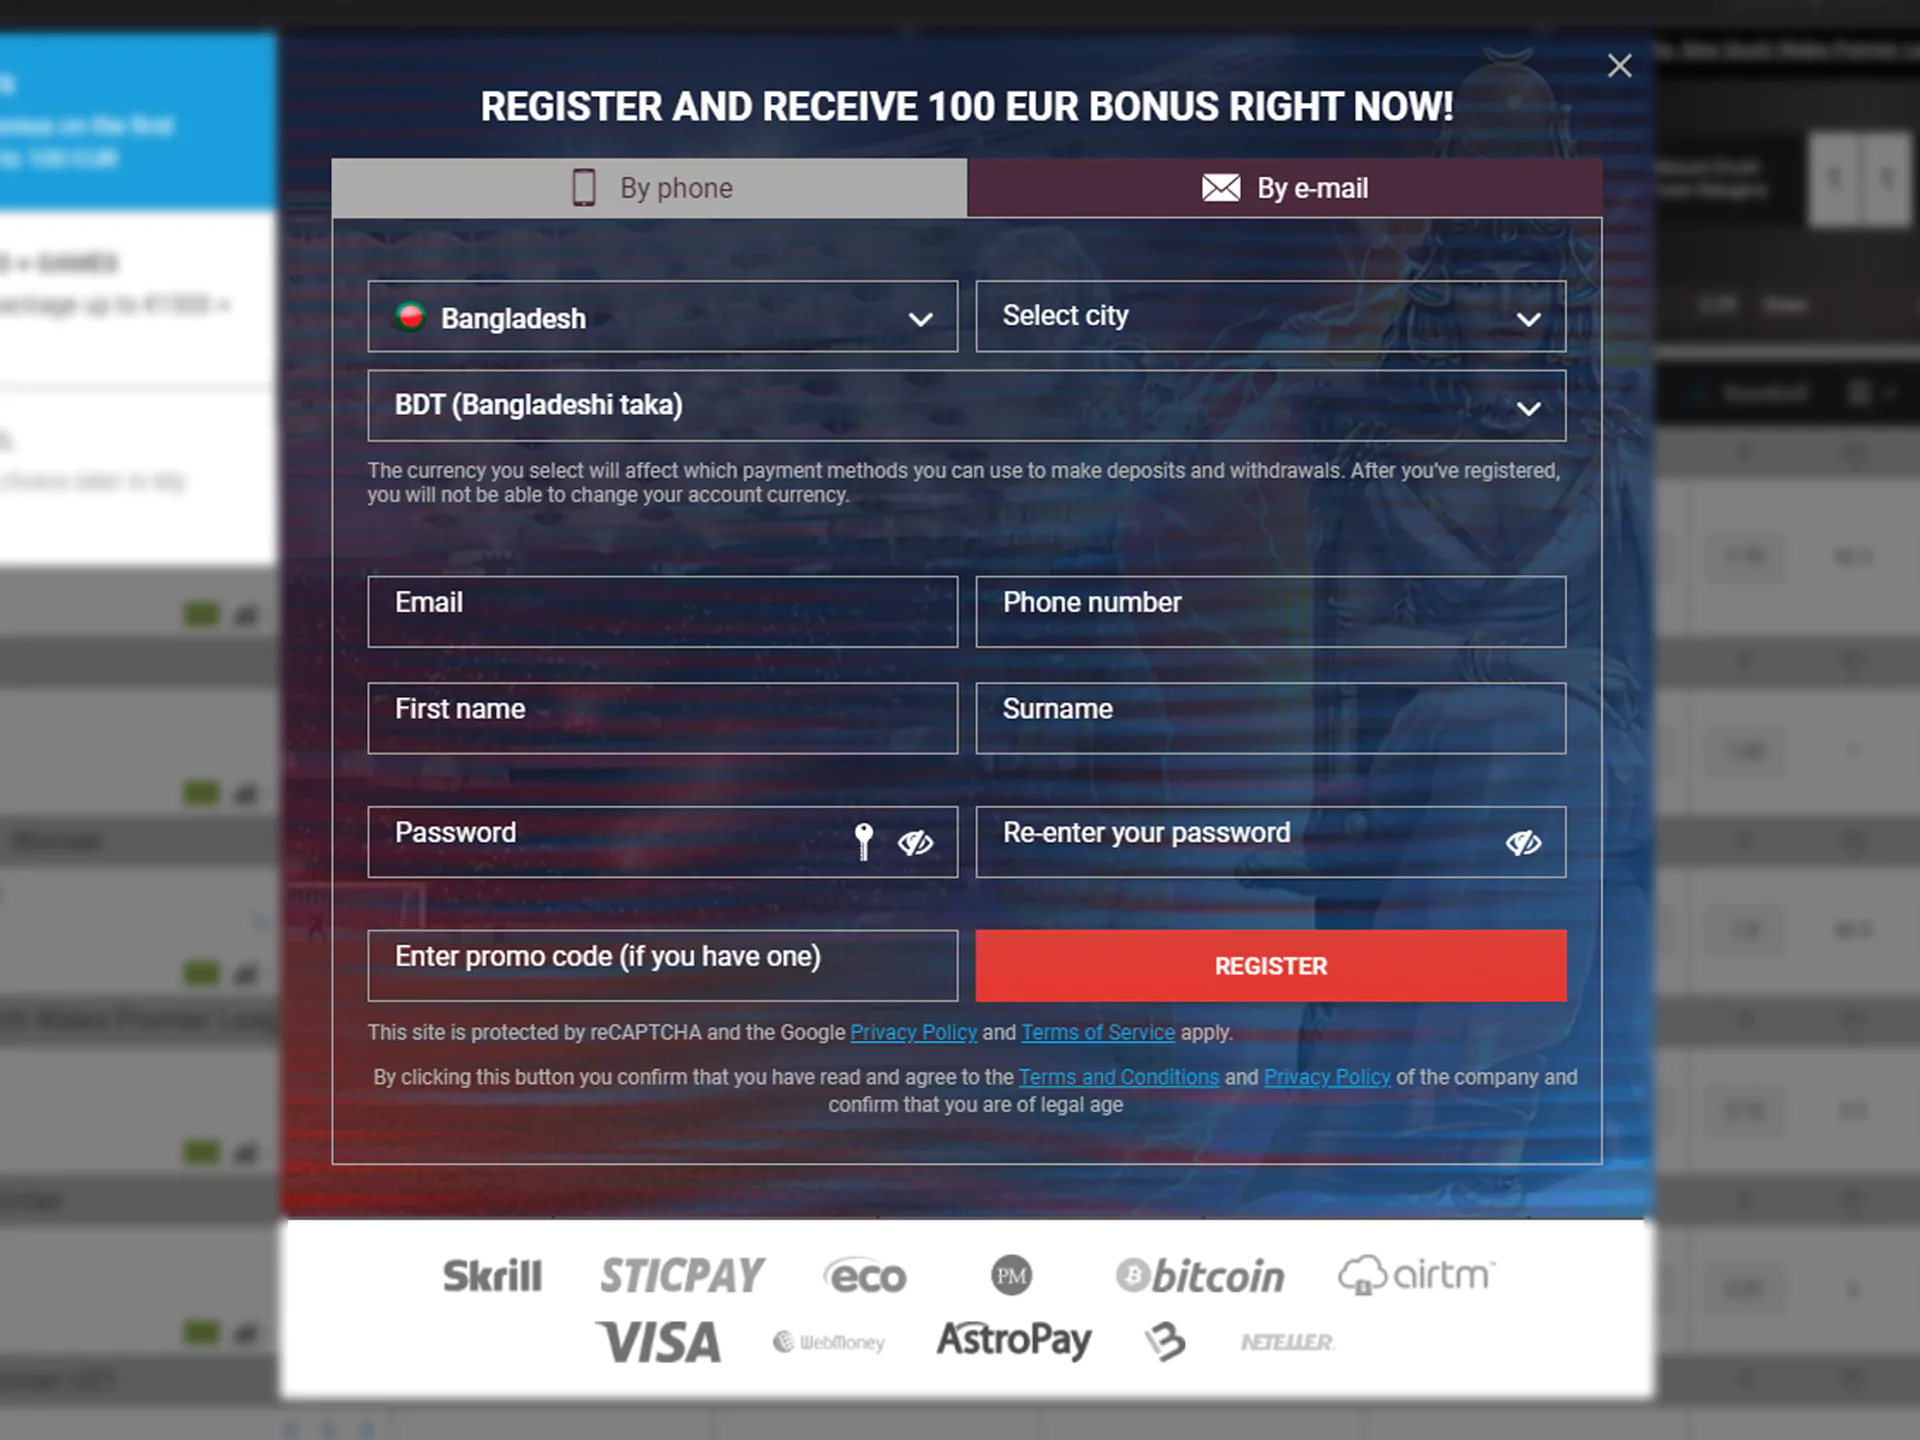 REGISTER AND RECEIVE 100 EUR BONUS RIGHT NOW!
By phone
By e-mail
Bangladesh
Select city
BDT (Bangladeshi taka)
The currency you select will affect which payment methods you can use to make deposits and withdrawals. After you've registered,
you will not be able to change your account currency.
Email
Phone number
First name
Surname
Password
Re-enter your password
Enter promo code (if you have one)
REGISTER
This site is protected by reCAPTCHA and the Google Privacy Policy and Terms of Service apply.
By clicking this button you confirm that you have read and agree to the Terms and Conditions and Privacy Policy of the company and
confirm that you are of legal age
Skrill
STICPAY
eco
PM
bitcoin
airtm
VISA
WebMoney
AstroPay
NETELLER